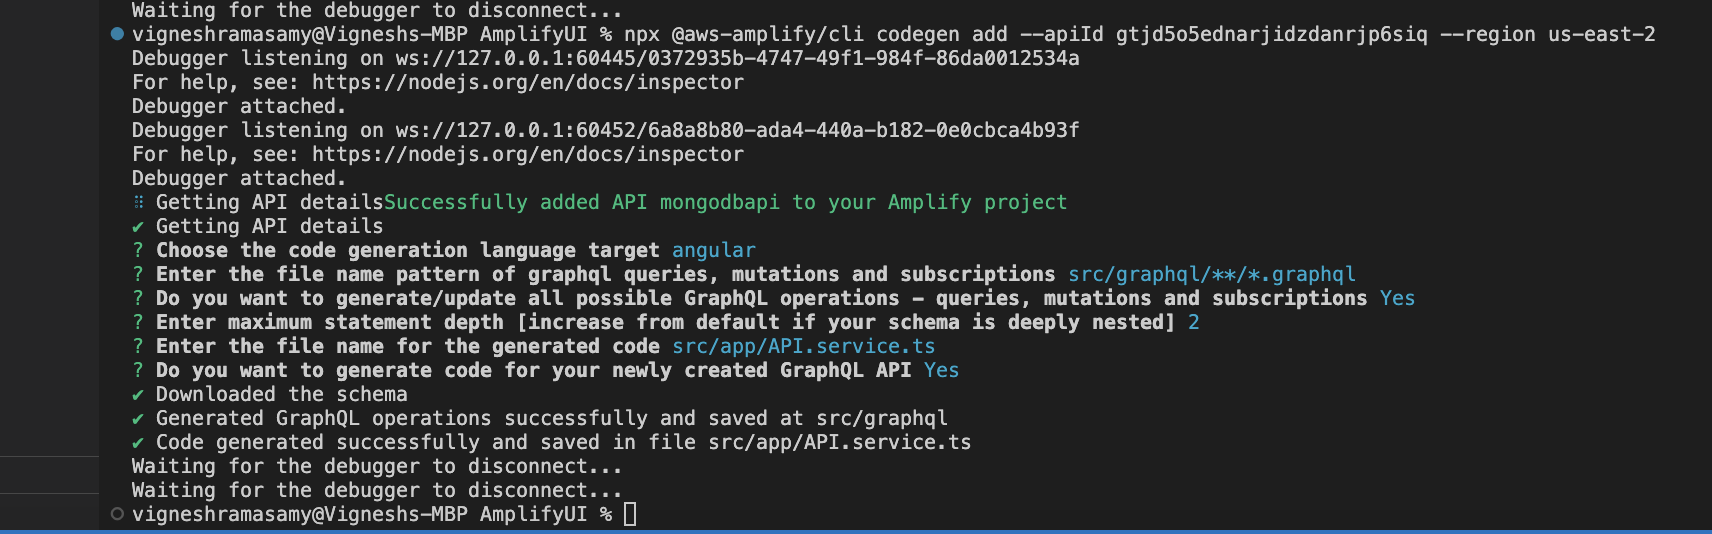 Waiting for the debugger to disconnect...
vigneshramasamy@Vigneshs-MBP AmplifyUI % npx @aws-amplify/cli codegen add --apiId gtjd5o5ednarjidzdanrjp6siq --region us-east-2
Debugger listening on ws://127.0.0.1:60445/0372935b-4747-49f1-984f-86da0012534a
For help, see: https://nodejs.org/en/docs/inspector
Debugger attached.
Debugger listening on ws://127.0.0.1:60452/6a8a8b80-ada4-440a-b182-0e0cbca4b93f
For help, see: https://nodejs.org/en/docs/inspector
Debugger attached.
⠿ Getting API detailsSuccessfully added API mongodbapi to your Amplify project
✔ Getting API details
? Choose the code generation language target angular
? Enter the file name pattern of graphql queries, mutations and subscriptions src/graphql/**/*.graphql
? Do you want to generate/update all possible GraphQL operations - queries, mutations and subscriptions Yes
? Enter maximum statement depth [increase from default if your schema is deeply nested] 2
? Enter the file name for the generated code src/app/API.service.ts
? Do you want to generate code for your newly created GraphQL API Yes
✔ Downloaded the schema
✔ Generated GraphQL operations successfully and saved at src/graphql
✔ Code generated successfully and saved in file src/app/API.service.ts
Waiting for the debugger to disconnect...
Waiting for the debugger to disconnect...
vigneshramasamy@Vigneshs-MBP AmplifyUI %